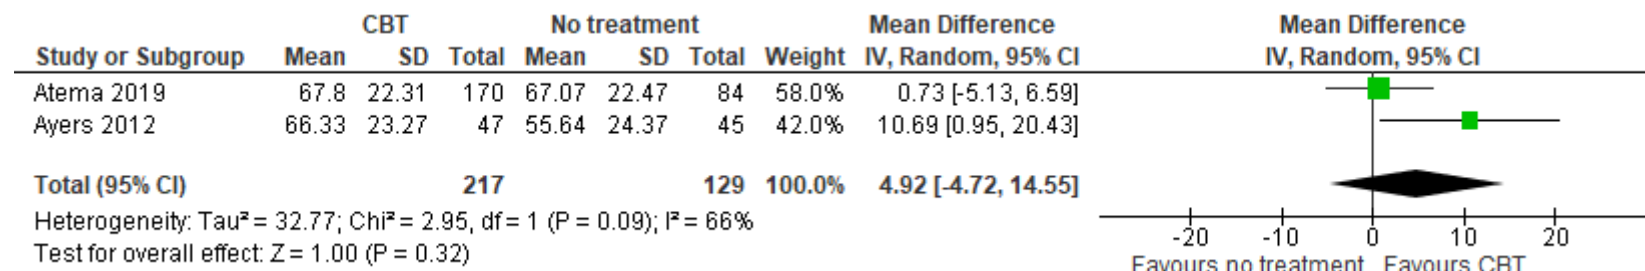 CBT No treatment Mean Difference Mean Difference
Study or Subgroup Mean SD Total Mean SD Total Weight IV, Random, 95% CI IV, Random, 95% CI
Atema 2019 67.8 22.31 170 67.07 22.47 84 58.0% 0.73 [-5.13, 6.59]
Ayers 2012 66.33 23.27 47 55.64 24.37 45 42.0% 10.69 [0.95, 20.43]
Total (95% CI) 217 129 100.0% 4.92 [-4.72, 14.55]
Heterogeneity: Tau² = 32.77; Chi² = 2.95, df = 1 (P = 0.09); I² = 66%
Test for overall effect: Z = 1.00 (P = 0.32)
-20 -10 0 10 20
Favours no treatment Favours CBT